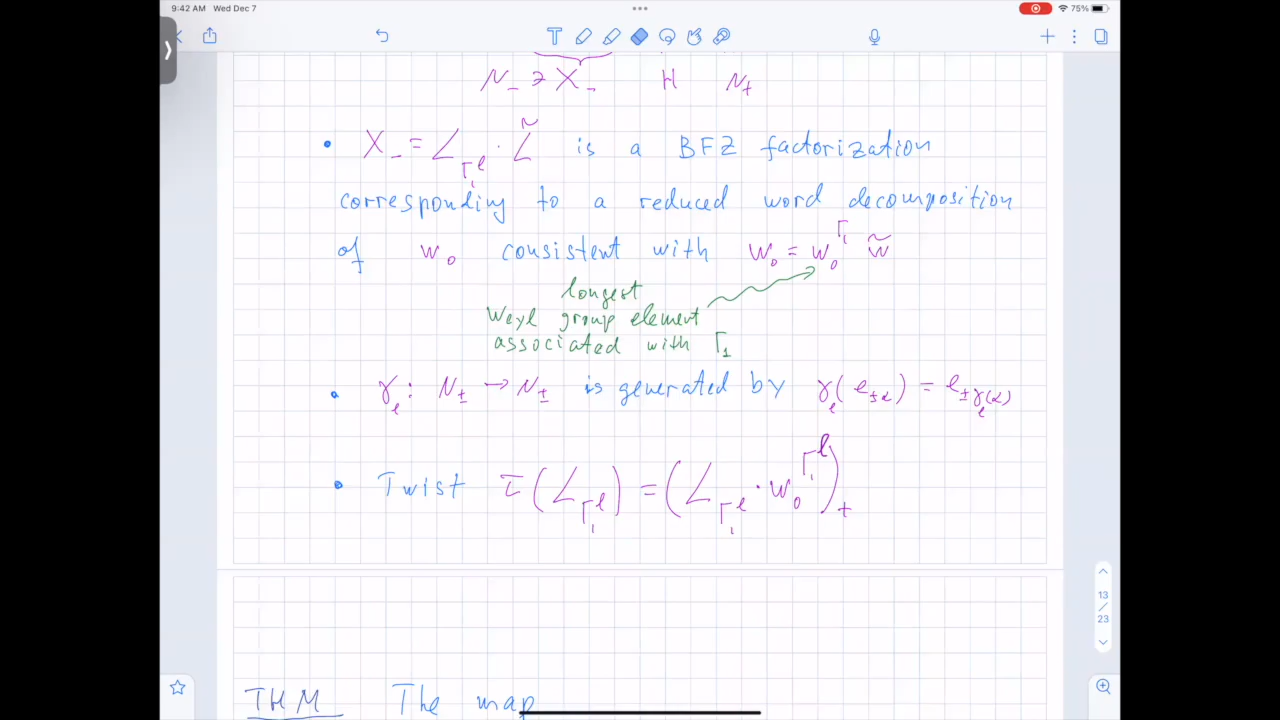 9:42 AM Wed Dec 7
75%
N₋ ∋ X₋ H N₊
• X₋ = L_{Γ₁^ℓ} · L̃ is a BFZ factorization
corresponding to a reduced word decomposition
of w₀ consistent with w₀ = w₀^{Γ₁} w̃
longest
Weyl group element
associated with Γ₁
• γ_ℓ : N_± → N_± is generated by γ_ℓ(e_{±α}) = e_{±γ_ℓ(α)}
• Twist τ(L_{Γ₁^ℓ}) = (L_{Γ₁^ℓ} · w₀^{Γ₁^ℓ})₊
13
/
23
THM The map